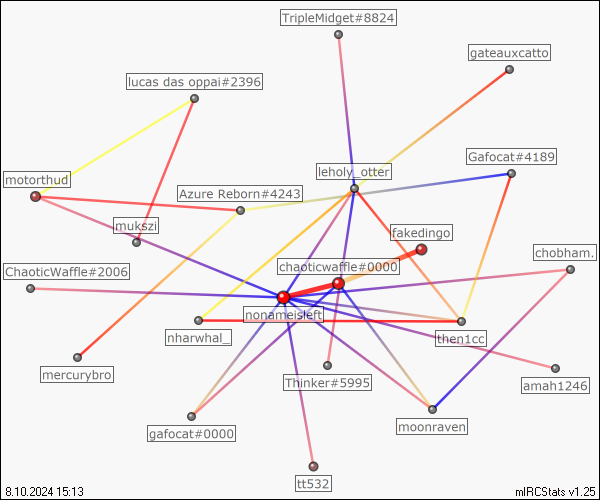 TripleMidget#8824
gateauxcatto
lucas das oppai#2396
Gafocat#4189
leholy_otter
motorthud
Azure Reborn#4243
mukszi
fakedingo
chobham.
ChaoticWaffle#2006
chaoticwaffle#0000
nonameisleft
nharwhal_
then1cc
mercurybro
Thinker#5995
amah1246
moonraven
gafocat#0000
tt532
8.10.2024 15:13
mIRCStats v1.25